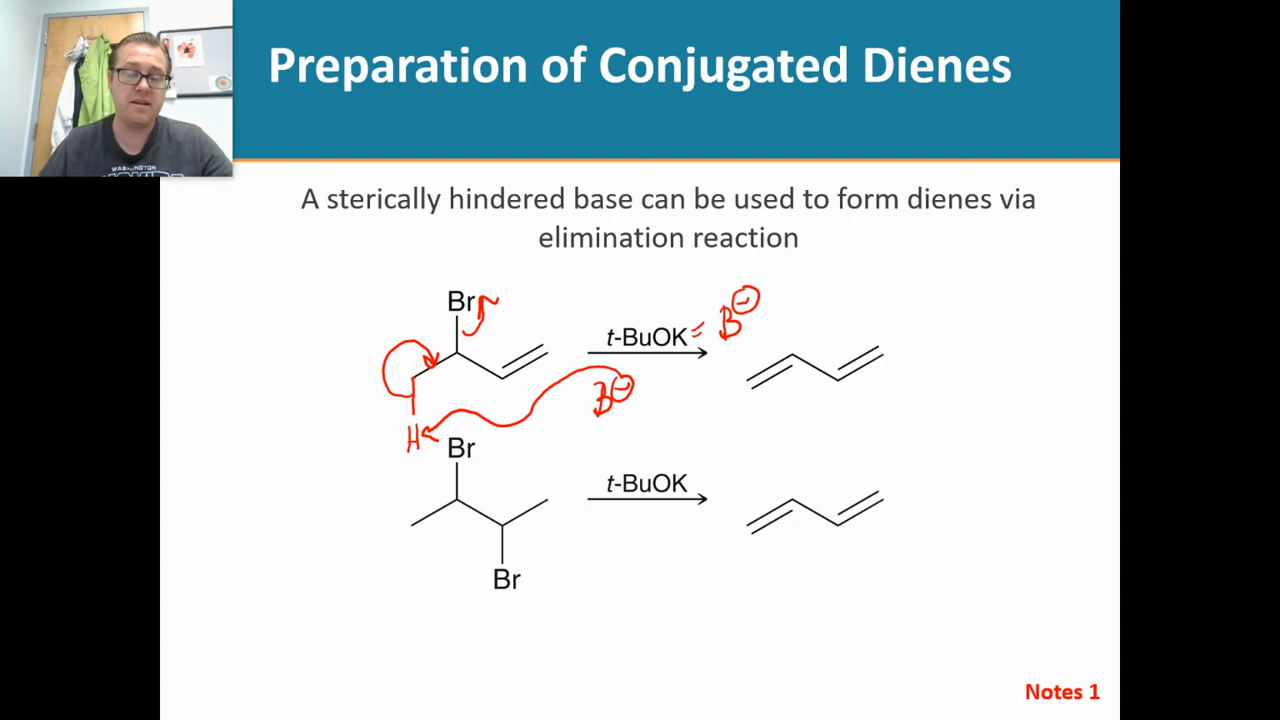 Preparation of Conjugated Dienes
WASHINGTON
A sterically hindered base can be used to form dienes via
elimination reaction
Br
t-BuOK = B⊖
B⊖
H
Br
t-BuOK
Br
Notes 1